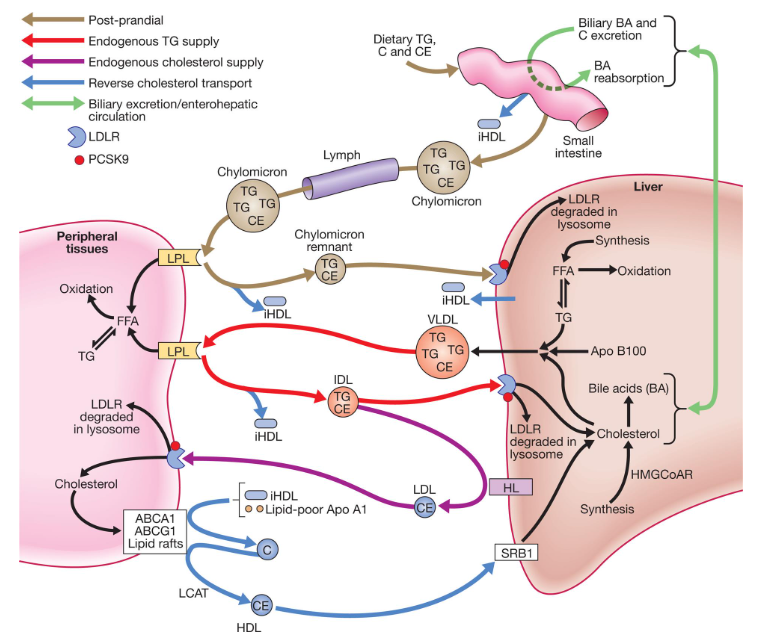 Post-prandial
Endogenous TG supply
Endogenous cholesterol supply
Reverse cholesterol transport
Biliary excretion/enterohepatic
circulation
LDLR
PCSK9
Dietary TG,
C and CE
Biliary BA and
C excretion
BA
reabsorption
iHDL
Small
intestine
Lymph
TG
TG TG
CE
Chylomicron
Chylomicron
TG
TG TG
CE
Liver
LDLR
degraded in
lysosome
Synthesis
FFA
Oxidation
TG
Peripheral
tissues
LPL
Chylomicron
remnant
TG
CE
iHDL
iHDL
Oxidation
FFA
TG
LPL
VLDL
TG
TG TG
CE
Apo B100
Bile acids (BA)
IDL
TG
CE
iHDL
LDLR
degraded
in lysosome
LDLR
degraded in
lysosome
Cholesterol
HMGCoAR
Synthesis
Cholesterol
LDL
CE
HL
iHDL
Lipid-poor Apo A1
ABCA1
ABCG1
Lipid rafts
C
SRB1
LCAT
CE
HDL